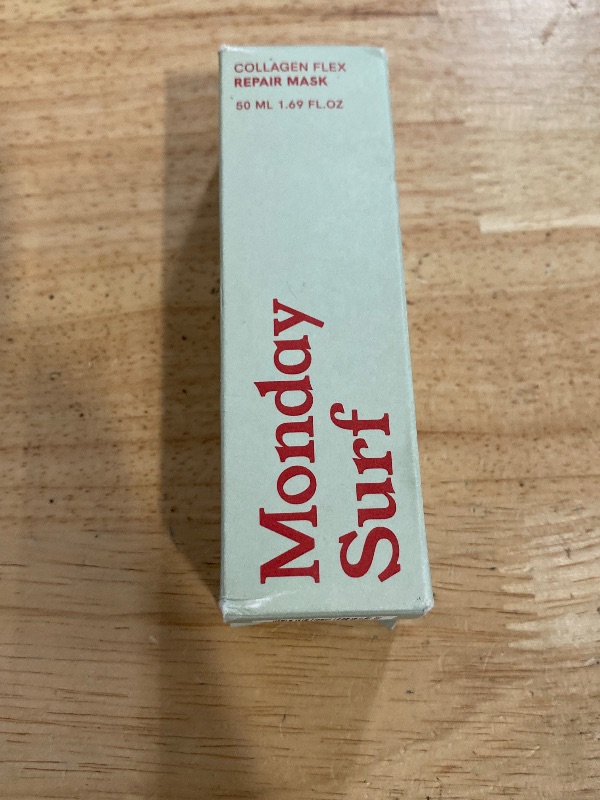 COLLAGEN FLEX
REPAIR MASK
50 ML 1.69 FL.OZ
Monday
Surf